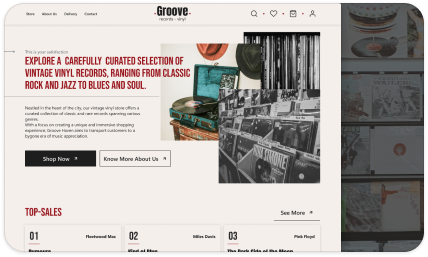 Store About Us Delivery Contact
Groove
records - vinyl
This is your satisfaction
EXPLORE A CAREFULLY CURATED SELECTION OF
VINTAGE VINYL RECORDS, RANGING FROM CLASSIC
ROCK AND JAZZ TO BLUES AND SOUL.
Nestled in the heart of the city, our vintage vinyl store offers a
curated collection of classic and rare records spanning various
genres.
With a focus on creating a unique and immersive shopping
experience, Groove Haven aims to transport customers to a
bygone era of music appreciation.
Shop Now
Know More About Us
TOP-SALES
See More
01 Fleetwood Mac
Rumours
02 Miles Davis
Kind of Blue
03 Pink Floyd
The Dark Side of the Moon